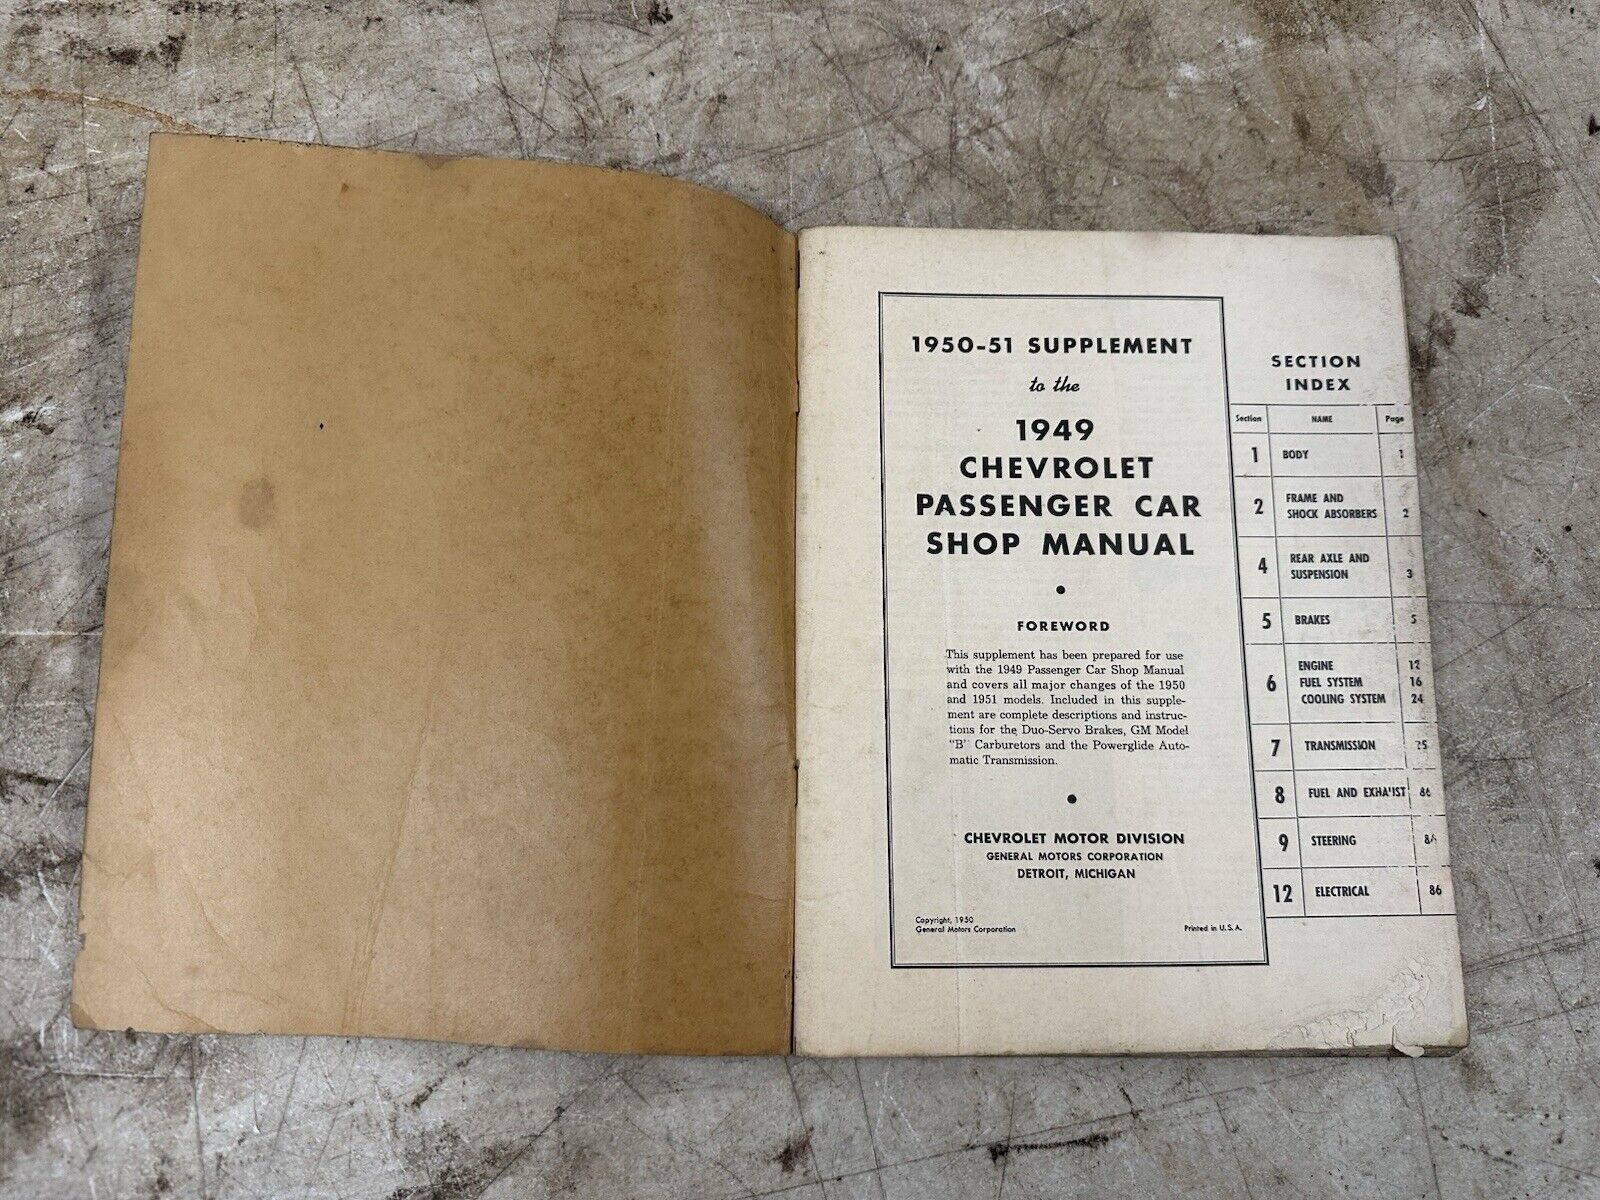 1950-51 SUPPLEMENT
to the
1949
CHEVROLET
PASSENGER CAR
SHOP MANUAL
FOREWORD
This supplement has been prepared for use
with the 1949 Passenger Car Shop Manual
and covers all major changes of the 1950
and 1951 models. Included in this supple-
ment are complete descriptions and instruc-
tions for the Duo-Servo Brakes, GM Model
"B" Carburetors and the Powerglide Auto-
matic Transmission.
CHEVROLET MOTOR DIVISION
GENERAL MOTORS CORPORATION
DETROIT, MICHIGAN
Copyright, 1950
General Motors Corporation
Printed in U.S.A.
SECTION
INDEX
Section NAME Page
1 BODY 1
2 FRAME AND
SHOCK ABSORBERS 2
4 REAR AXLE AND
SUSPENSION 3
5 BRAKES 5
6 ENGINE 12
FUEL SYSTEM 16
COOLING SYSTEM 24
7 TRANSMISSION 25
8 FUEL AND EXHAUST 86
9 STEERING
12 ELECTRICAL 86